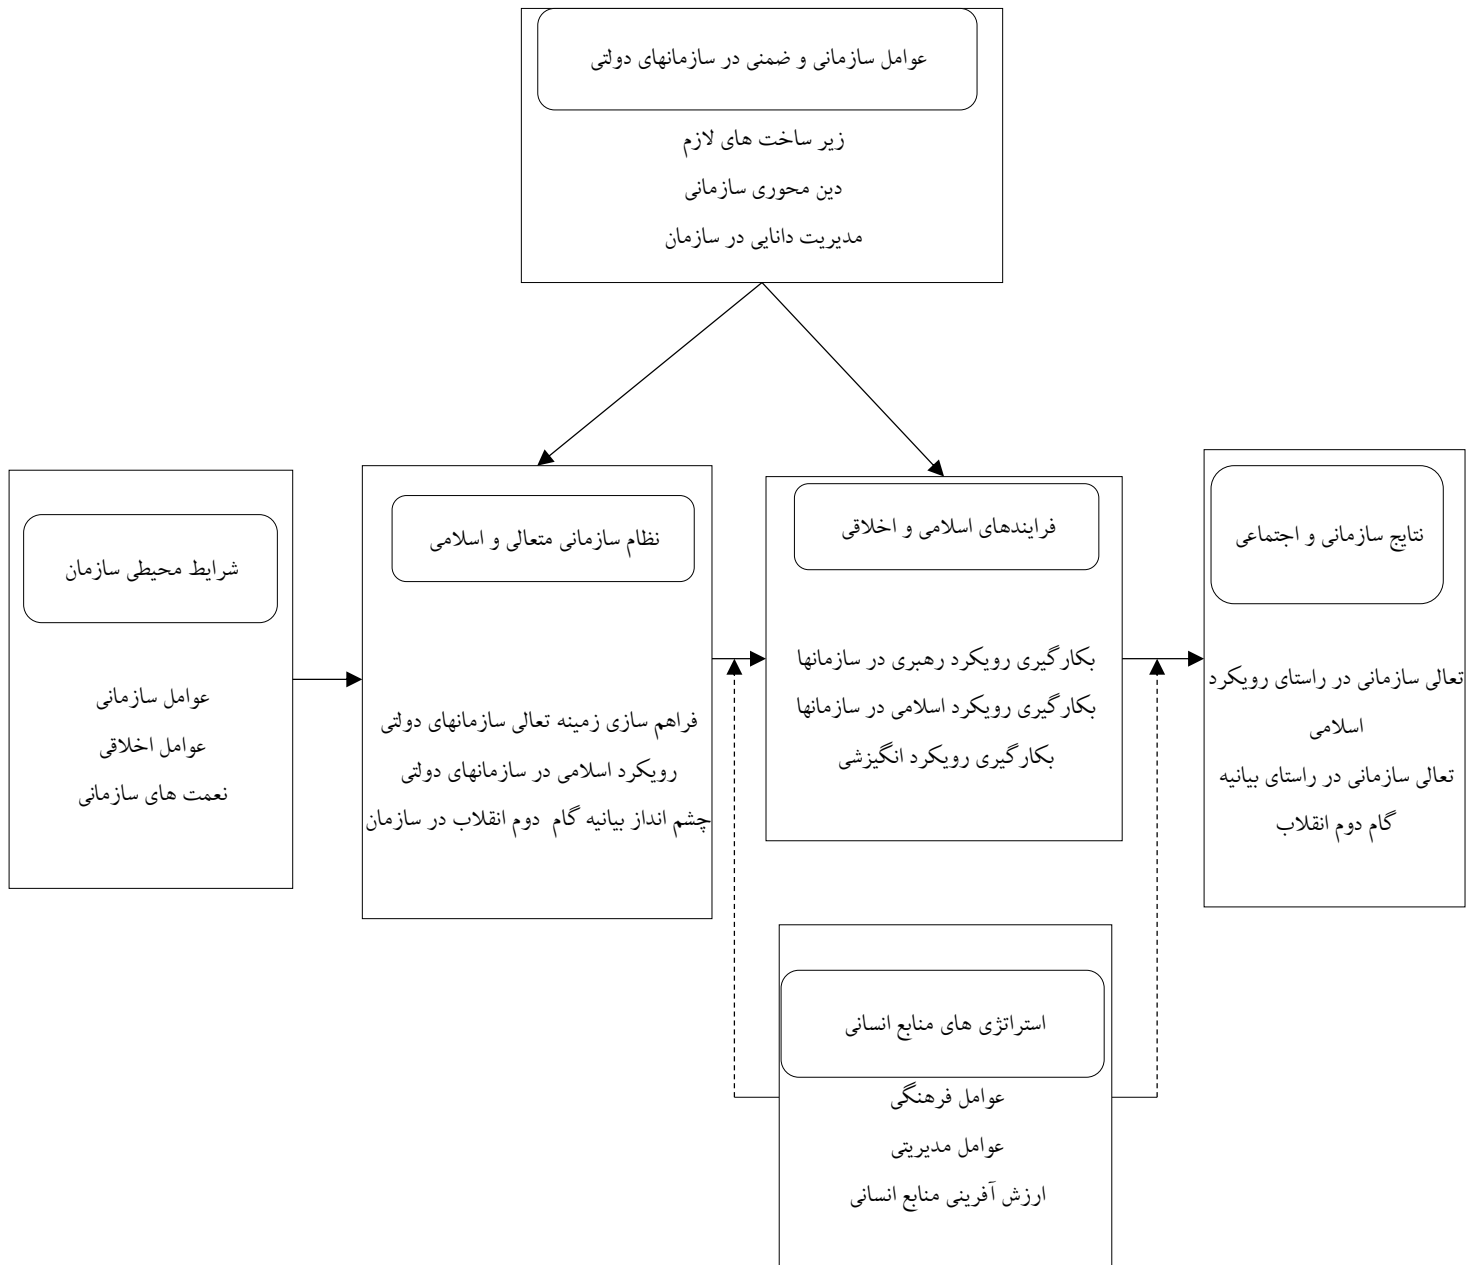 عوامل سازمانی و ضمنی در سازمانهای دولتی
زیر ساخت های لازم
دین محوری سازمانی
مدیریت دانایی در سازمان
شرایط محیطی سازمان
عوامل سازمانی
عوامل اخلاقی
نعمت های سازمانی
نظام سازمانی متعالی و اسلامی
فراهم سازی زمینه تعالی سازمانهای دولتی
رویکرد اسلامی در سازمانهای دولتی
چشم انداز بیانیه گام دوم انقلاب در سازمان
فرایندهای اسلامی و اخلاقی
بکارگیری رویکرد رهبری در سازمانها
بکارگیری رویکرد اسلامی در سازمانها
بکارگیری رویکرد انگیزشی
نتایج سازمانی و اجتماعی
تعالی سازمانی در راستای رویکرد
اسلامی
تعالی سازمانی در راستای بیانیه
گام دوم انقلاب
استراتژی های منابع انسانی
عوامل فرهنگی
عوامل مدیریتی
ارزش آفرینی منابع انسانی